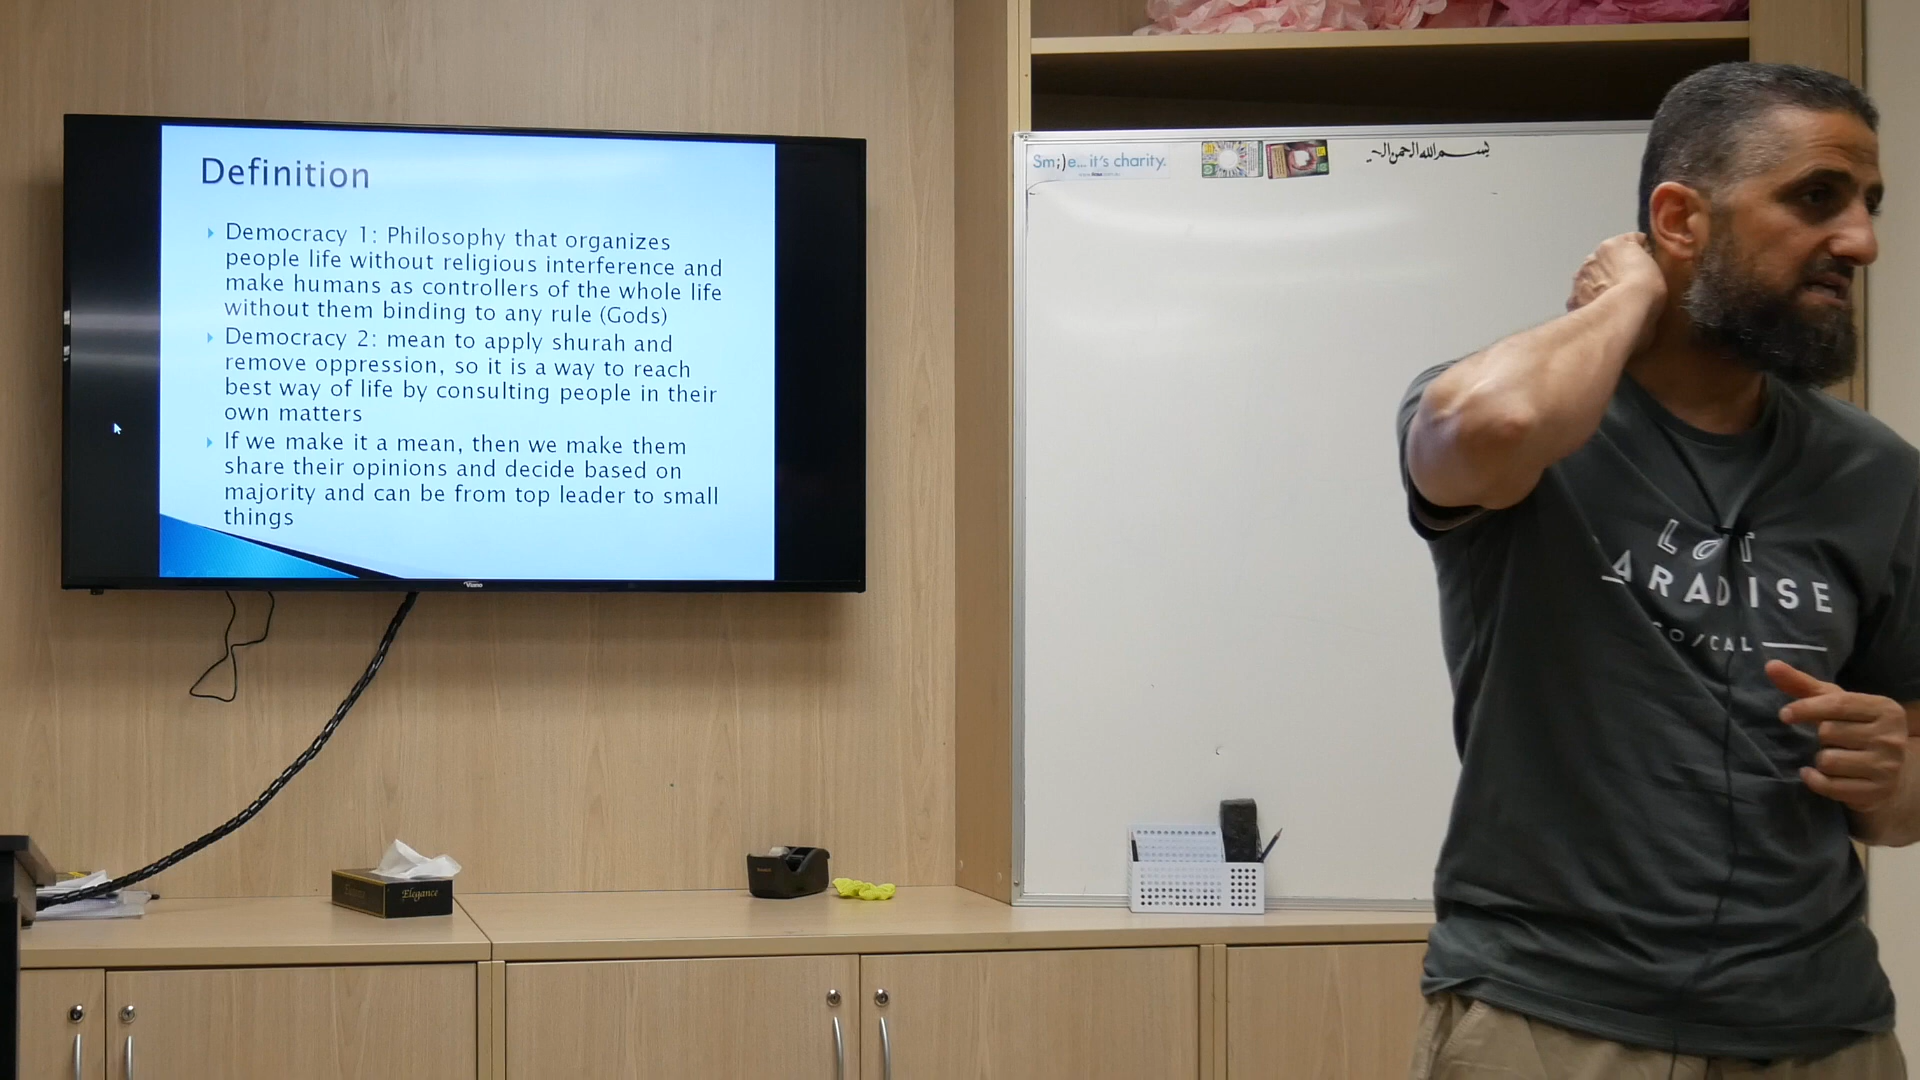 Definition
Democracy 1: Philosophy that organizes
people life without religious interference and
make humans as controllers of the whole life
without them binding to any rule (Gods)
Democracy 2: mean to apply shurah and
remove oppression, so it is a way to reach
best way of life by consulting people in their
own matters
If we make it a mean, then we make them
share their opinions and decide based on
majority and can be from top leader to small
things
Sm;)e... it's charity.
بسم الله الرحمن الر
PARADISE
SO/CAL
Elegance